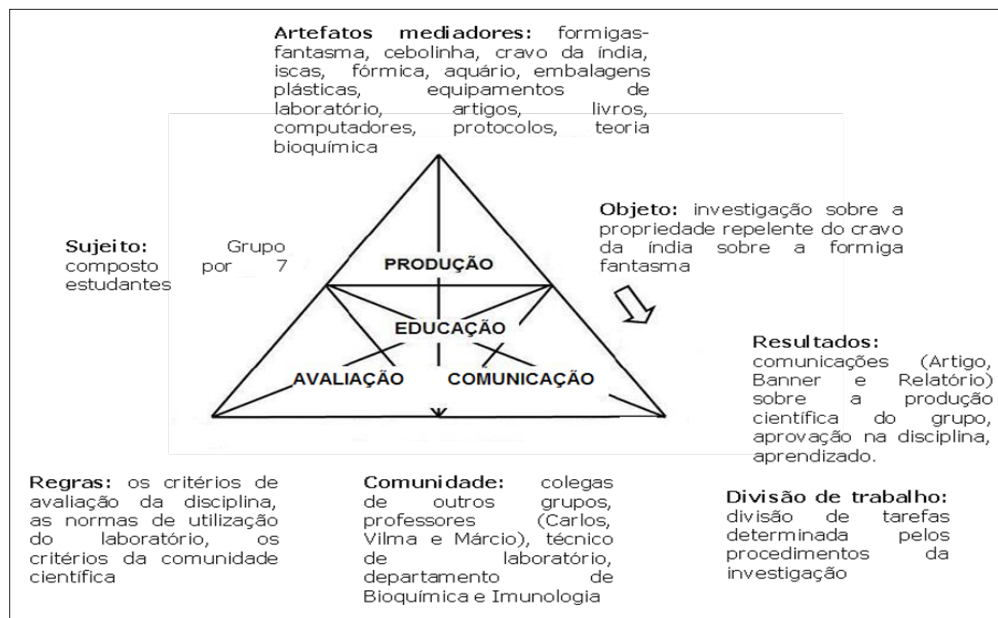 Artefatos mediadores: formigas-
fantasma, cebolinha, cravo da índia,
iscas, fórmica, aquário, embalagens
plásticas, equipamentos de
laboratório, artigos, livros,
computadores, protocolos, teoria
bioquímica
Sujeito: Grupo
composto por 7
estudantes
Objeto: investigação sobre a
propriedade repelente do cravo
da índia sobre a formiga
fantasma
PRODUÇÃO
EDUCAÇÃO
AVALIAÇÃO
COMUNICAÇÃO
Resultados:
comunicações (Artigo,
Banner e Relatório)
sobre a produção
científica do grupo,
aprovação na disciplina,
aprendizado.
Regras: os critérios de
avaliação da disciplina,
as normas de utilização
do laboratório, os
critérios da comunidade
científica
Comunidade: colegas
de outros grupos,
professores (Carlos,
Vilma e Márcio), técnico
de laboratório,
departamento de
Bioquímica e Imunologia
Divisão de trabalho:
divisão de tarefas
determinada pelos
procedimentos da
investigação